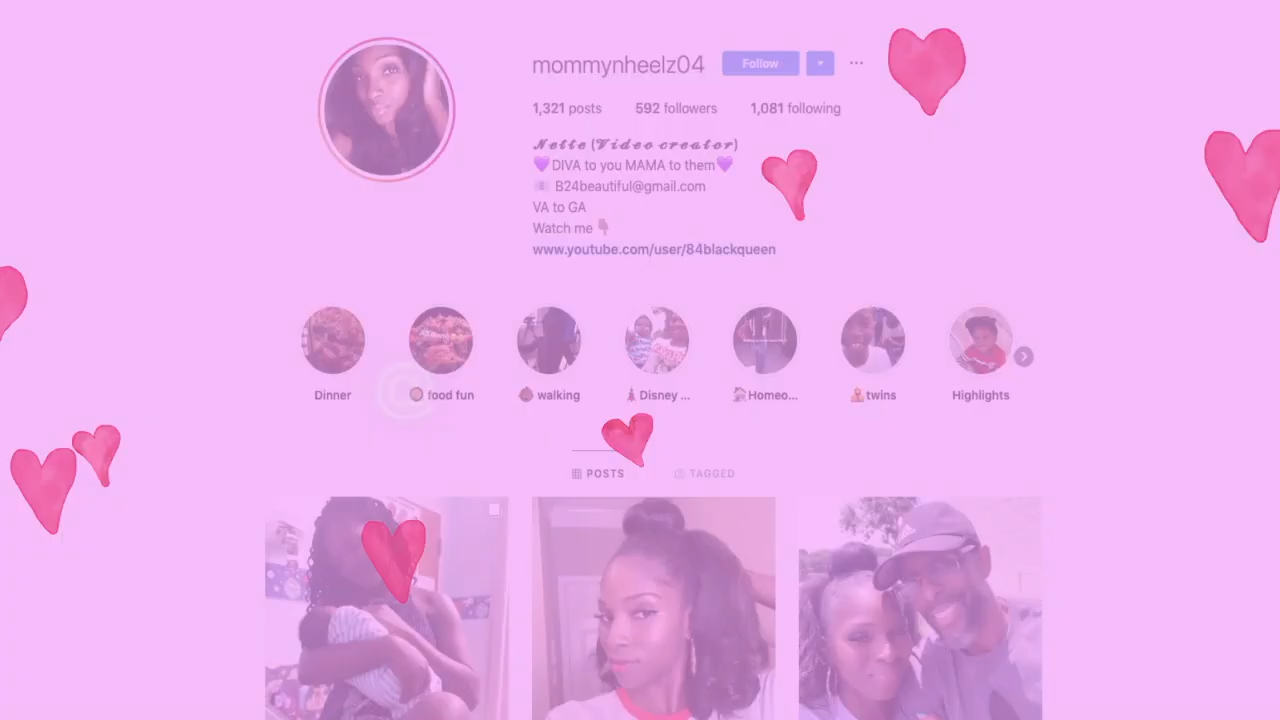 mommynheelz04 Follow
1,321 posts 592 followers 1,081 following
𝓝𝓮𝓽𝓽𝓮 (𝓥𝓲𝓭𝓮𝓸 𝓬𝓻𝓮𝓪𝓽𝓸𝓻)
💜DIVA to you MAMA to them💜
📧 B24beautiful@gmail.com
VA to GA
Watch me 👇🏾
www.youtube.com/user/84blackqueen
Dinner food fun walking Disney ... Homeo... twins Highlights
POSTS TAGGED